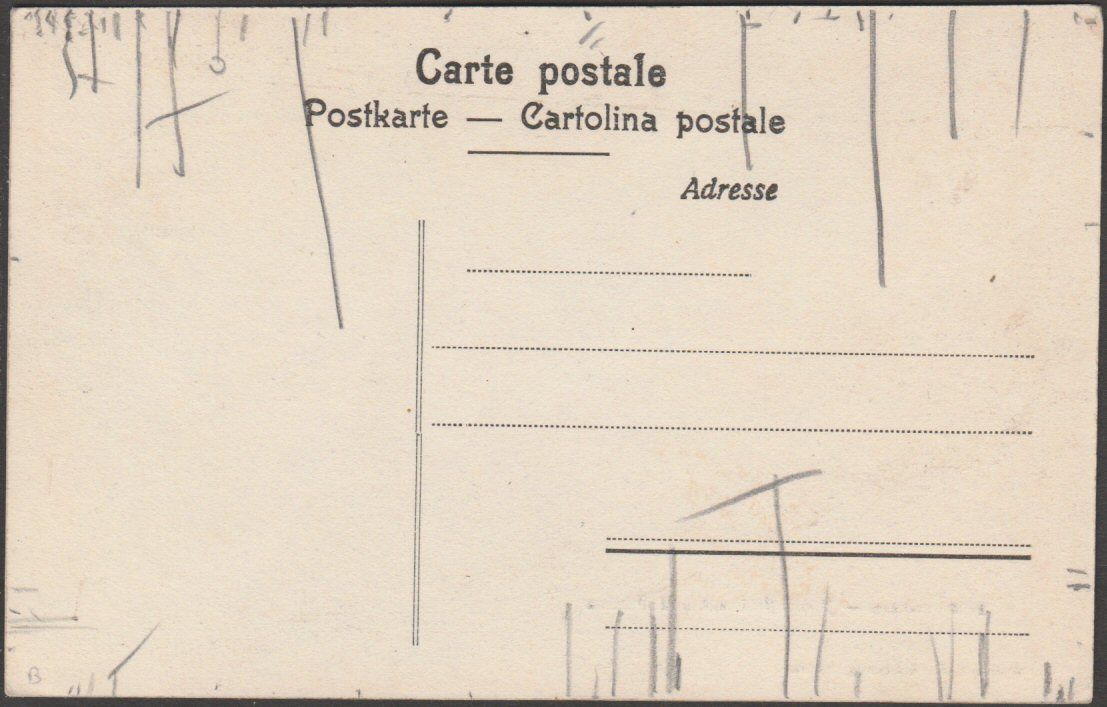 Carte postale
Postkarte — Cartolina postale
Adresse
B